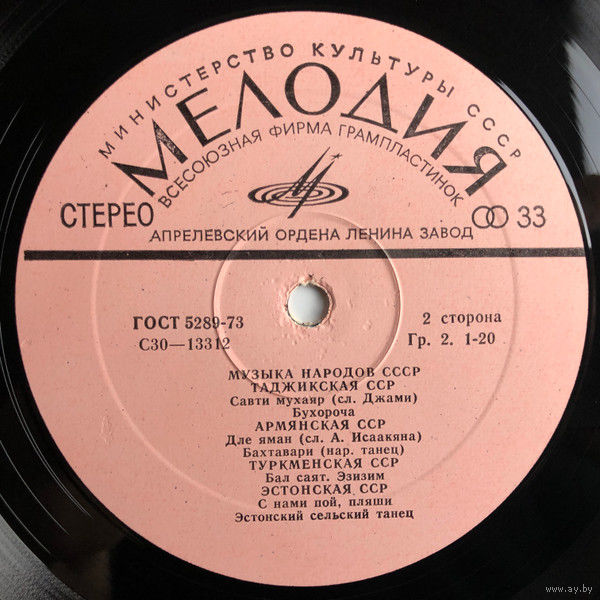 МИНИСТЕРСТВО КУЛЬТУРЫ СССР
МЕЛОДИЯ
ВСЕСОЮЗНАЯ ФИРМА ГРАМПЛАСТИНОК
СТЕРЕО
33
АПРЕЛЕВСКИЙ ОРДЕНА ЛЕНИНА ЗАВОД
ГОСТ 5289-73
2 сторона
С30—13312
Гр. 2. 1-20
МУЗЫКА НАРОДОВ СССР
ТАДЖИКСКАЯ ССР
Савти мухаяр (сл. Джами)
Бухороча
АРМЯНСКАЯ ССР
Дле яман (сл. А. Исаакяна)
Бахтавари (нар. танец)
ТУРКМЕНСКАЯ ССР
Бал саят. Эзизим
ЭСТОНСКАЯ ССР
С нами пой, пляши
Эстонский сельский танец
www.ay.by